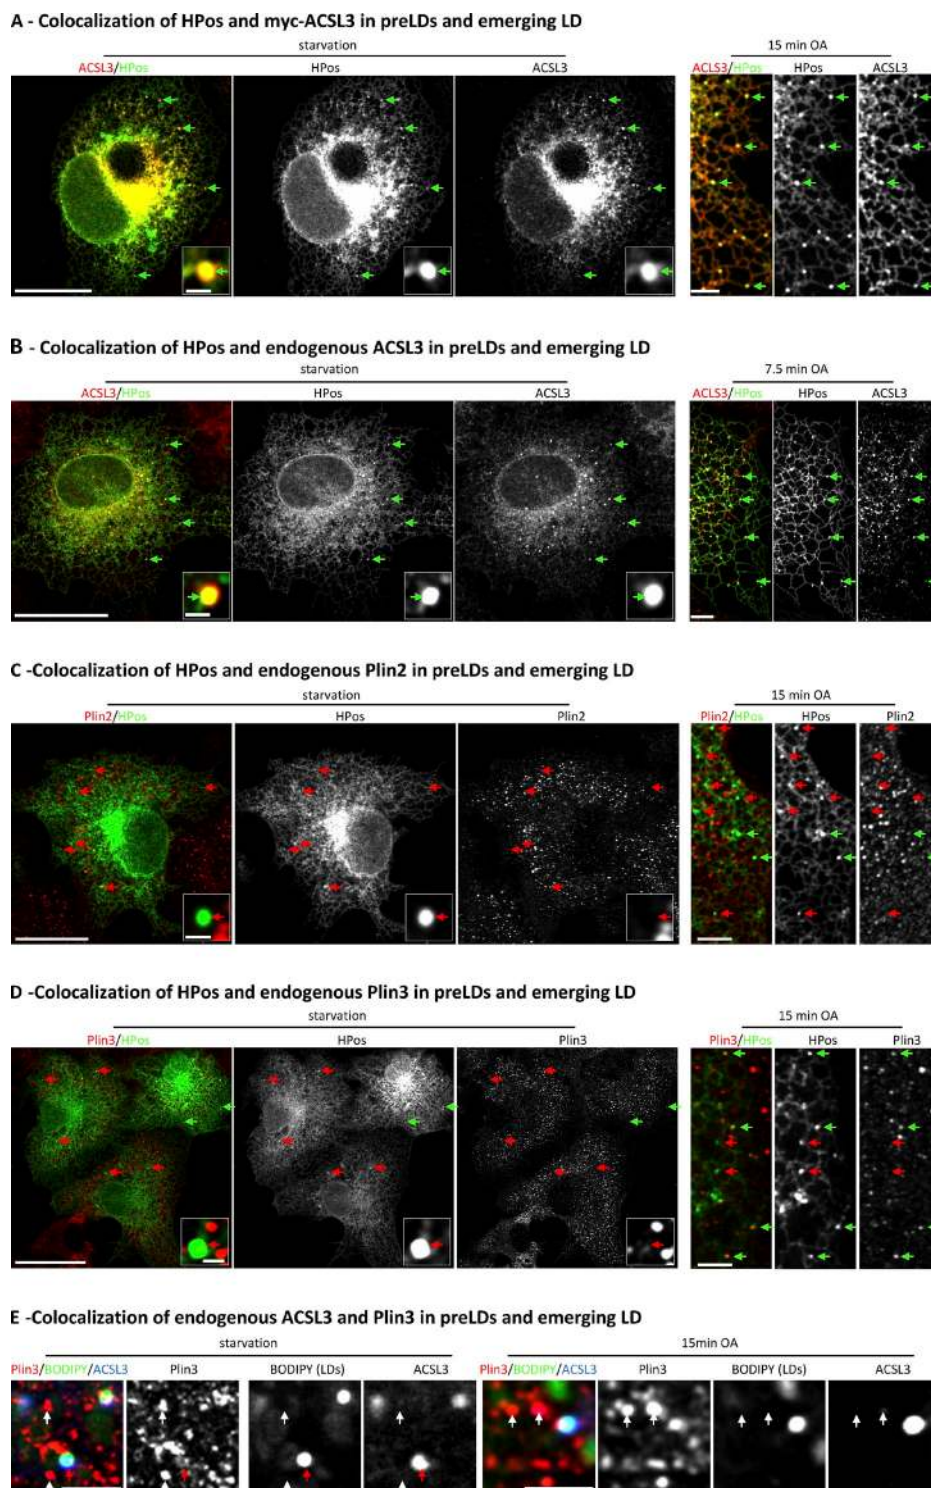 A - Colocalization of HPos and myc-ACSL3 in preLDs and emerging LD
starvation
15 min OA
ACSL3/HPos
HPos
ACSL3
ACLS3/HPos
HPos
ACSL3
B - Colocalization of HPos and endogenous ACSL3 in preLDs and emerging LD
starvation
7.5 min OA
ACSL3/HPos
HPos
ACSL3
ACLS3/HPos
HPos
ACSL3
C -Colocalization of HPos and endogenous Plin2 in preLDs and emerging LD
starvation
15 min OA
Plin2/HPos
HPos
Plin2
Plin2/HPos
HPos
Plin2
D -Colocalization of HPos and endogenous Plin3 in preLDs and emerging LD
starvation
15 min OA
Plin3/HPos
HPos
Plin3
Plin3/HPos
HPos
Plin3
E -Colocalization of endogenous ACSL3 and Plin3 in preLDs and emerging LD
starvation
15min OA
Plin3/BODIPY/ACSL3
Plin3
BODIPY (LDs)
ACSL3
Plin3/BODIPY/ACSL3
Plin3
BODIPY (LDs)
ACSL3